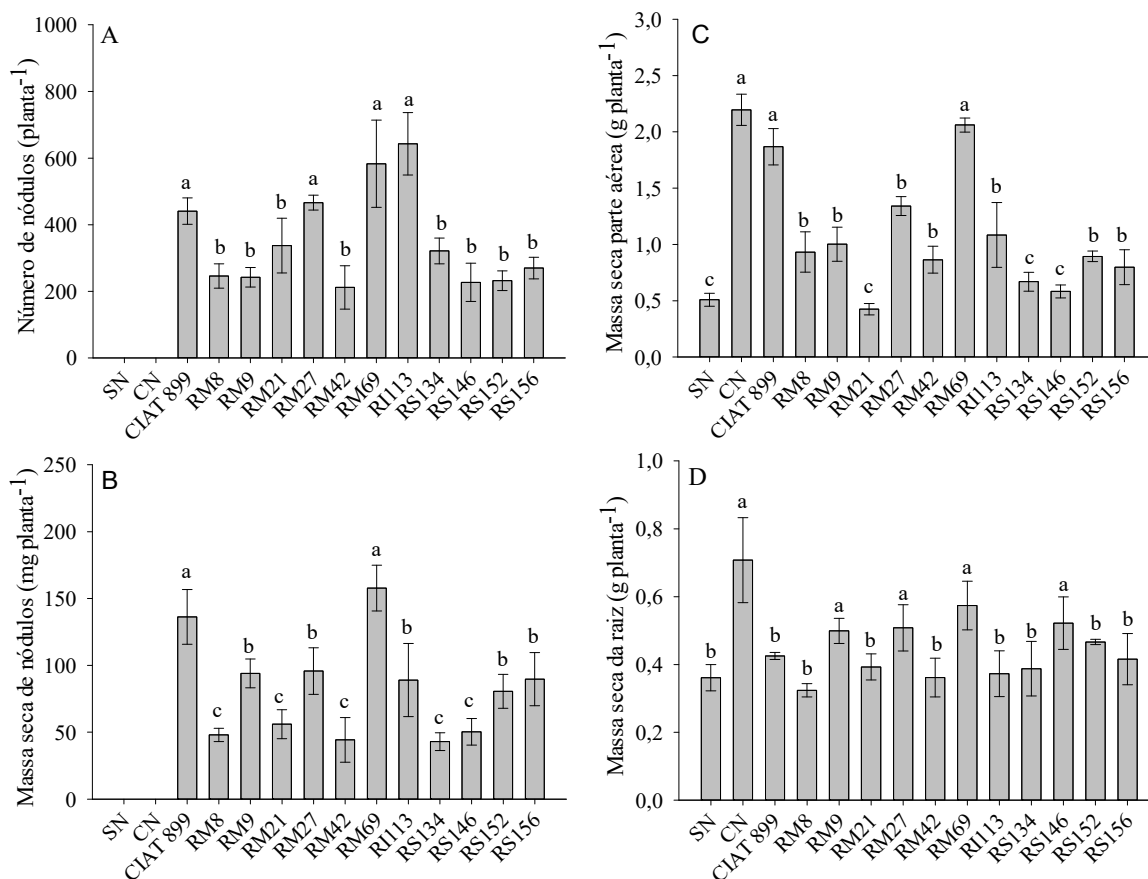 A
Número de nódulos (planta-1)
1000
800
600
400
200
0
a b b b a b a a b b b b
SN CN CIAT 899 RM8 RM9 RM21 RM27 RM42 RM69 RI113 RS134 RS146 RS152 RS156
C
Massa seca parte aérea (g planta-1)
3,0
2,5
2,0
1,5
1,0
0,5
0,0
c a a b b c b b a b c c b b
SN CN CIAT 899 RM8 RM9 RM21 RM27 RM42 RM69 RI113 RS134 RS146 RS152 RS156
B
Massa seca de nódulos (mg planta-1)
250
200
150
100
50
0
a c b c b c a b c c b b
SN CN CIAT 899 RM8 RM9 RM21 RM27 RM42 RM69 RI113 RS134 RS146 RS152 RS156
D
Massa seca da raiz (g planta-1)
1,0
0,8
0,6
0,4
0,2
0,0
b a b b a b a b a b b a b b
SN CN CIAT 899 RM8 RM9 RM21 RM27 RM42 RM69 RI113 RS134 RS146 RS152 RS156